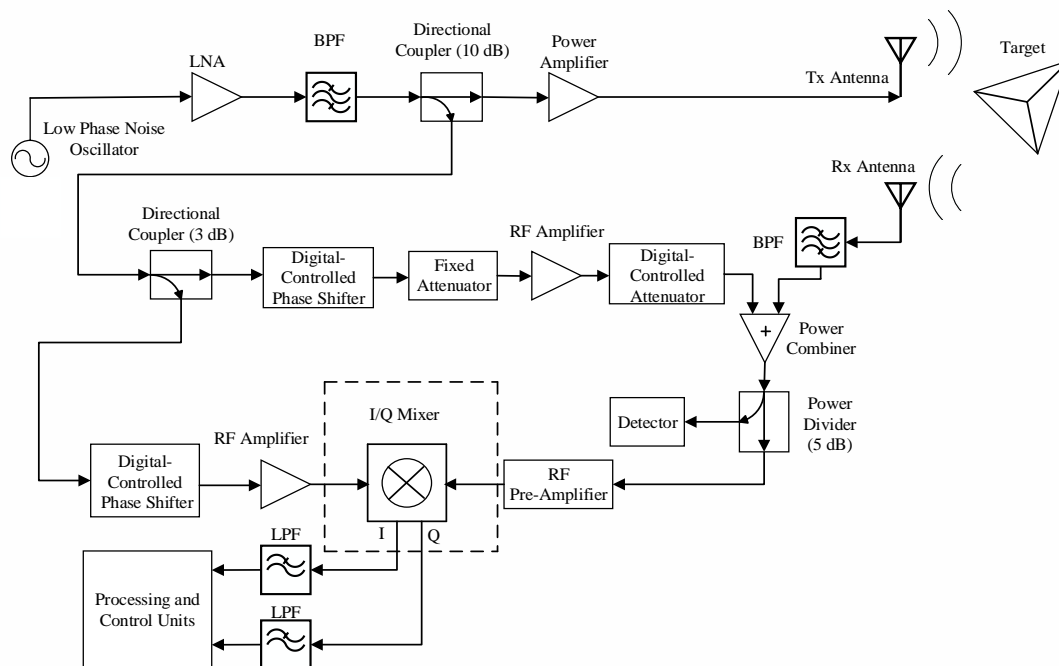 BPF
Directional
Coupler (10 dB)
Power
Amplifier
LNA
Tx Antenna
Target
Low Phase Noise
Oscillator
Rx Antenna
Directional
Coupler (3 dB)
RF Amplifier
BPF
Digital-
Controlled
Phase Shifter
Fixed
Attenuator
Digital-
Controlled
Attenuator
+
Power
Combiner
I/Q Mixer
Detector
Power
Divider
(5 dB)
RF Amplifier
Digital-
Controlled
Phase Shifter
RF
Pre-Amplifier
I
Q
LPF
Processing and
Control Units
LPF